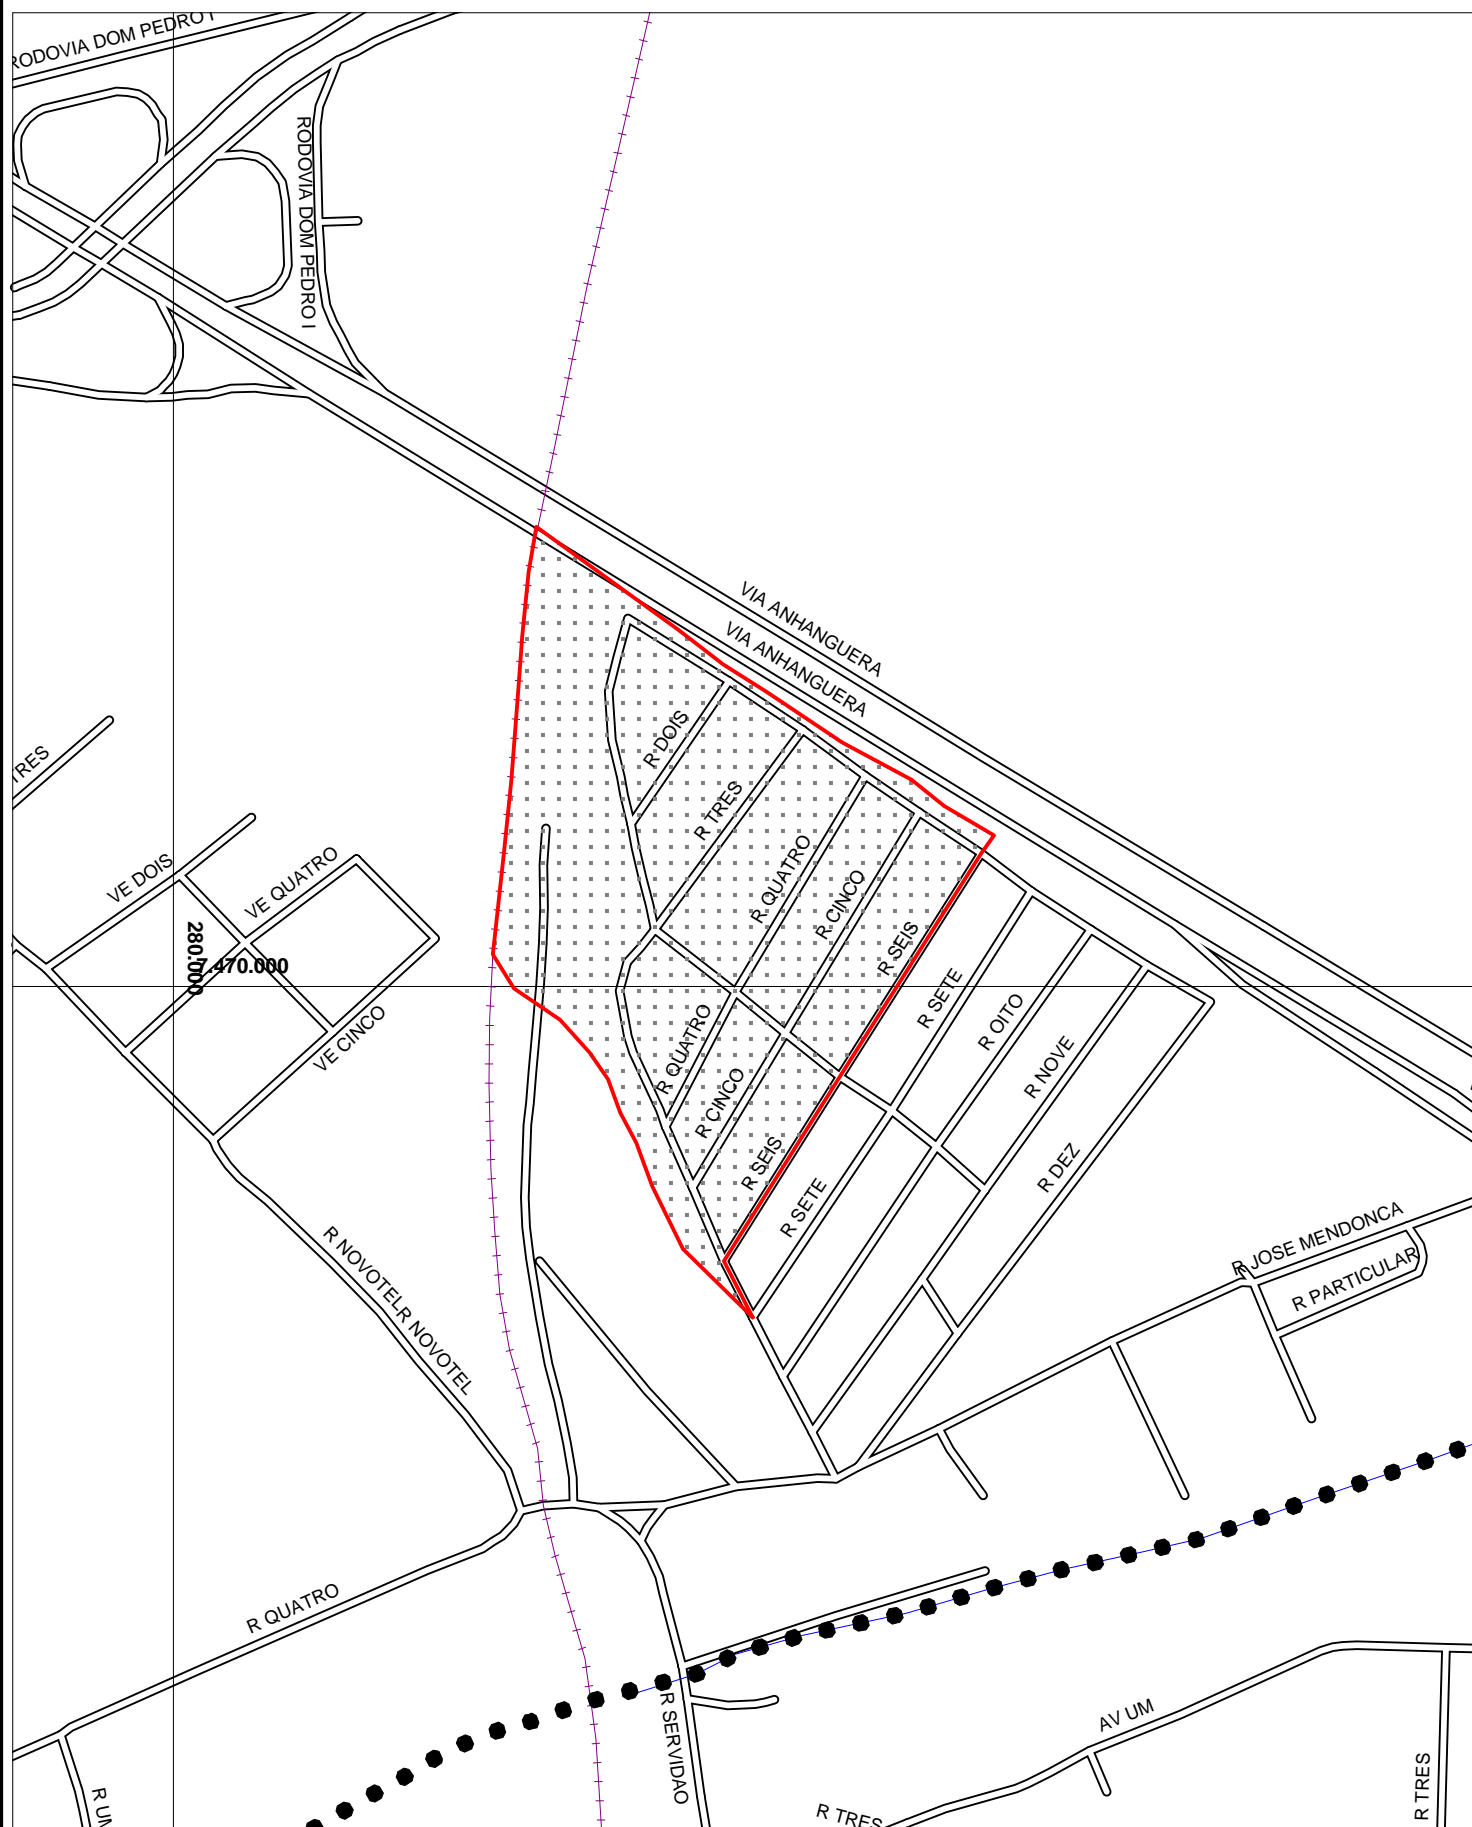 RODOVIA DOM PEDRO I
RODOVIA DOM PEDRO I
VIA ANHANGUERA
VIA ANHANGUERA
R DOIS
TRES
R TRES
R QUATRO
VE DOIS
VE QUATRO
R CINCO
R SEIS
280.000
7.470.000
R SETE
R OITO
VE CINCO
R QUATRO
R NOVE
R CINCO
R SEIS
R DEZ
R SETE
R JOSE MENDONCA
R NOVOTEL
R NOVOTEL
R PARTICULAR
R QUATRO
R SERVIDAO
AV UM
R UM
R TRES
R TRES